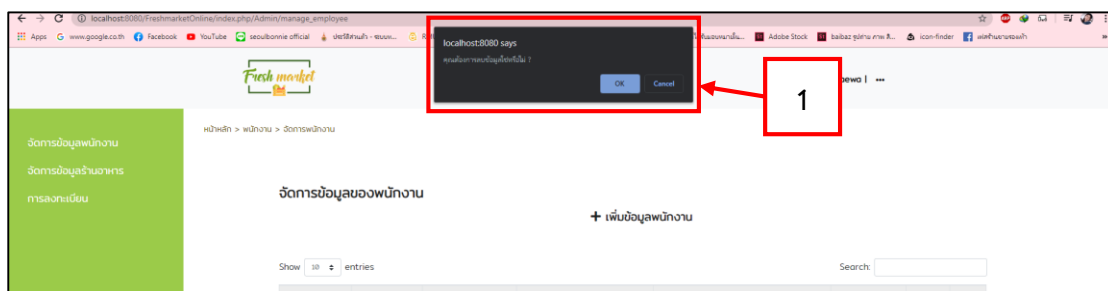 localhost:8080/FreshmarketOnline/index.php/Admin/manage_employee
Apps www.google.co.th Facebook YouTube seoulbonnie official Adobe Stock icon-finder
localhost:8080 says
คุณต้องการลบข้อมูลใช่หรือไม่ ?
OK Cancel
1
Fresh market
aewa | •••
หน้าหลัก > พนักงาน > จัดการพนักงาน
จัดการข้อมูลพนักงาน
จัดการข้อมูลร้านอาหาร
การลงทะเบียน
จัดการข้อมูลของพนักงาน
+ เพิ่มข้อมูลพนักงาน
Show 10 entries
Search: